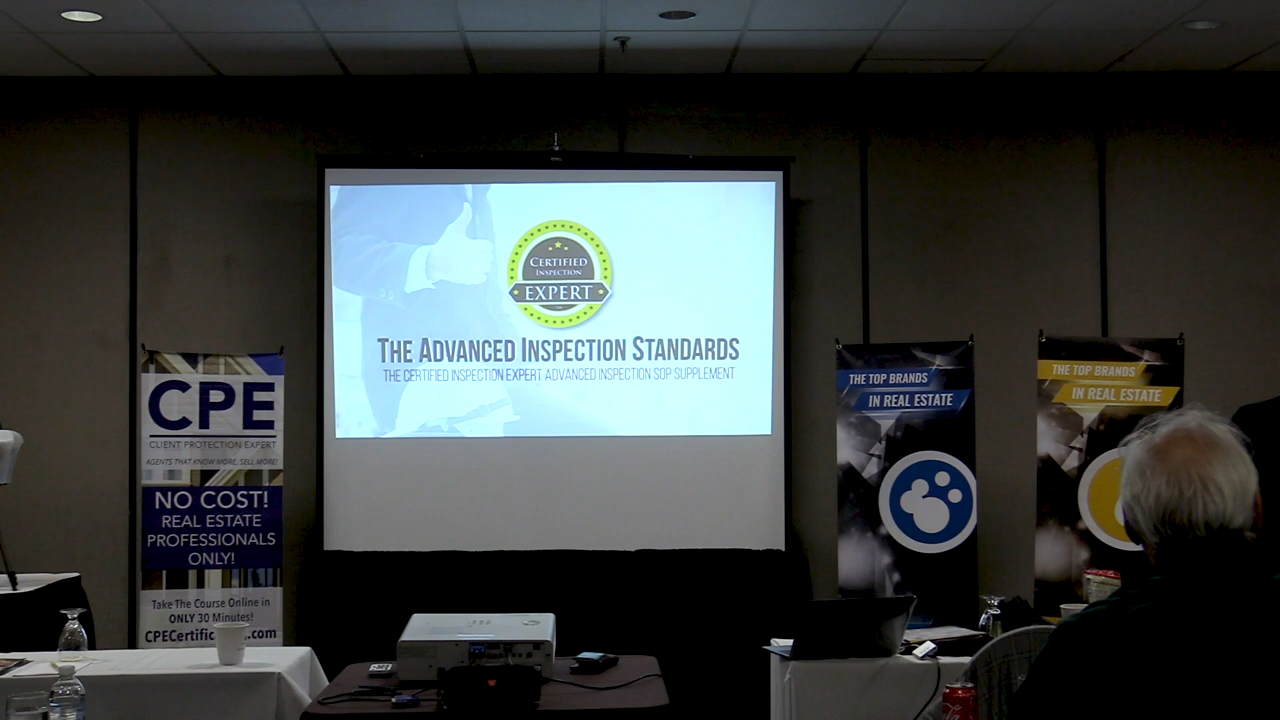 CERTIFIED
INSPECTION
EXPERT
THE ADVANCED INSPECTION STANDARDS
THE CERTIFIED INSPECTION EXPERT ADVANCED INSPECTION SOP SUPPLEMENT
CPE
CLIENT PROTECTION EXPERT
AGENTS THAT KNOW MORE, SELL MORE!
NO COST!
REAL ESTATE
PROFESSIONALS
ONLY!
Take The Course Online in
ONLY 30 Minutes!
.com
THE TOP BRANDS
IN REAL ESTATE
THE TOP BRANDS
IN REAL ESTATE